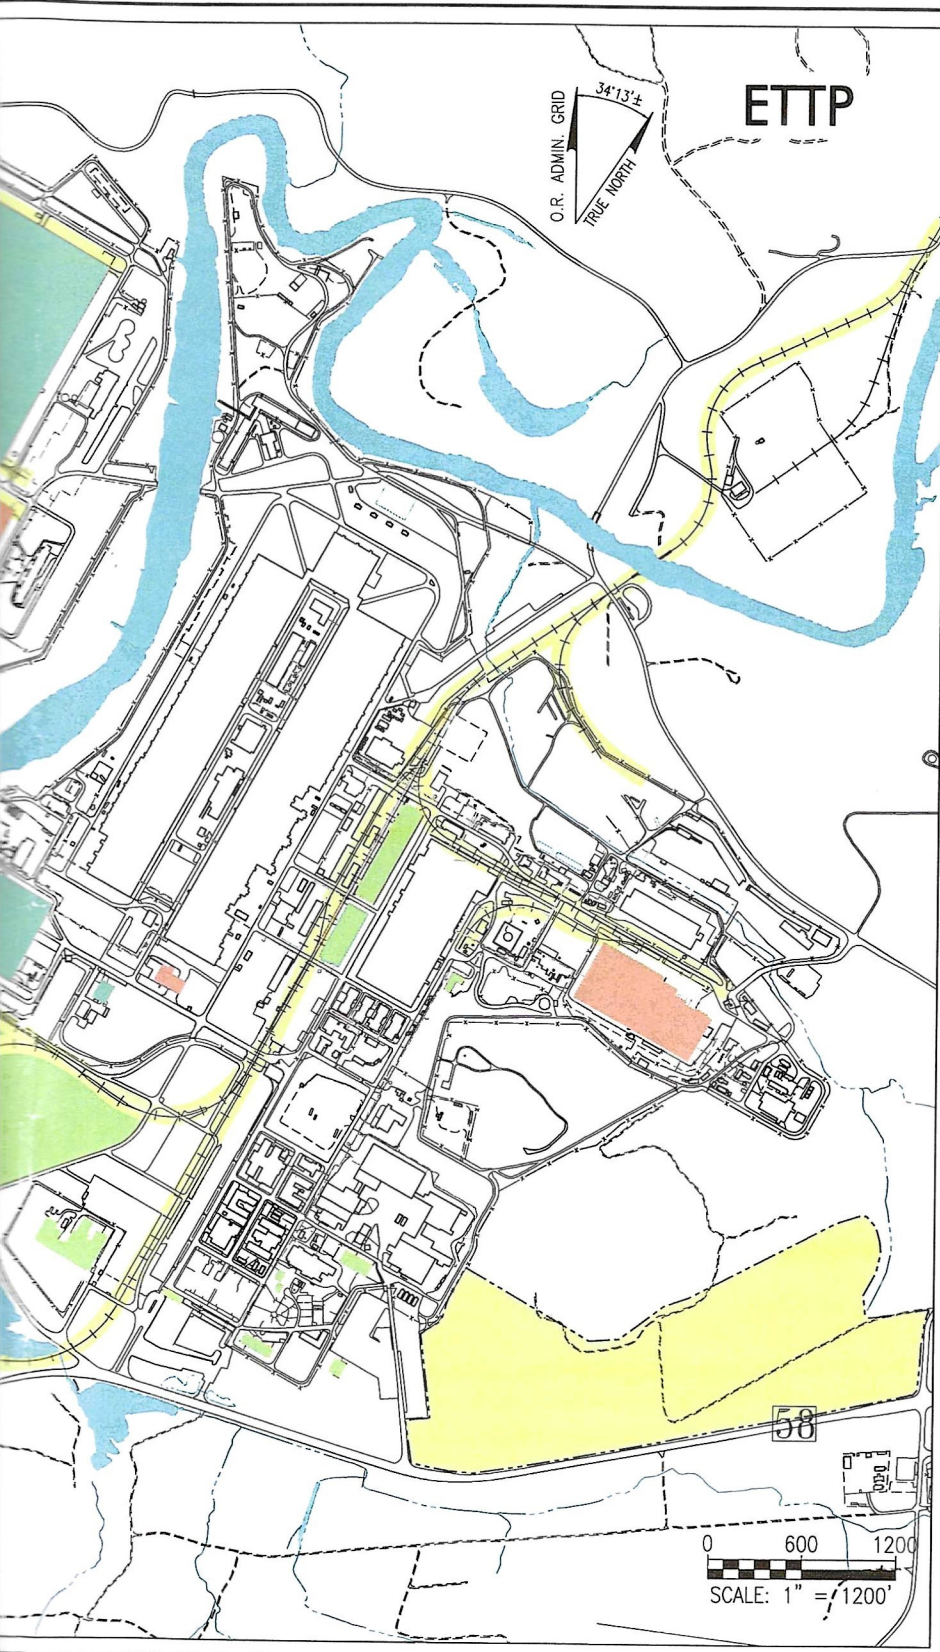 ETTP
34°13'±
O.R. ADMIN. GRID
TRUE NORTH
58
0 600 1200
SCALE: 1" = 1200'